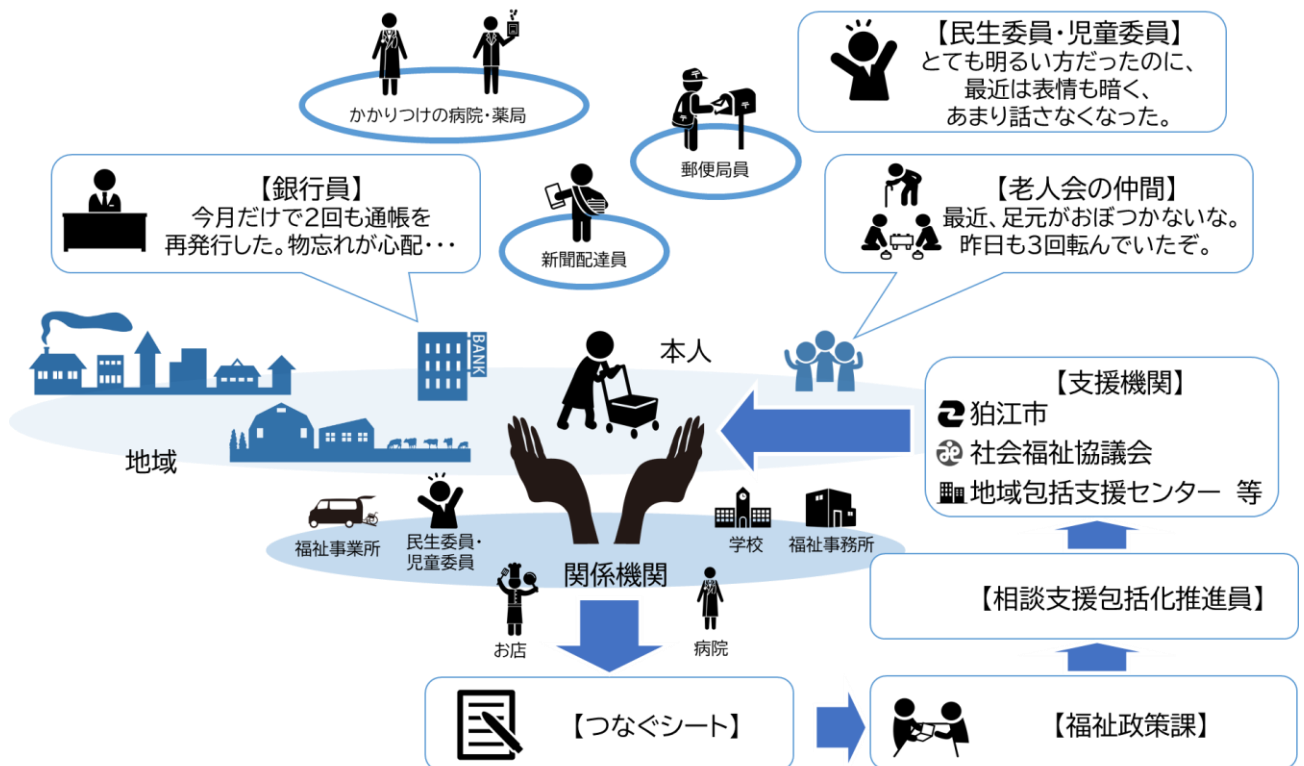 かかりつけの病院・薬局
郵便局員
【民生委員・児童委員】
とても明るい方だったのに、
最近は表情も暗く、
あまり話さなくなった。
【銀行員】
今月だけで2回も通帳を
再発行した。物忘れが心配・・・
新聞配達員
【老人会の仲間】
最近、足元がおぼつかないな。
昨日も3回転んでいたぞ。
BANK
本人
地域
【支援機関】
狛江市
社会福祉協議会
地域包括支援センター 等
福祉事業所
民生委員・
児童委員
学校
福祉事務所
関係機関
お店
病院
【相談支援包括化推進員】
【つなぐシート】
【福祉政策課】